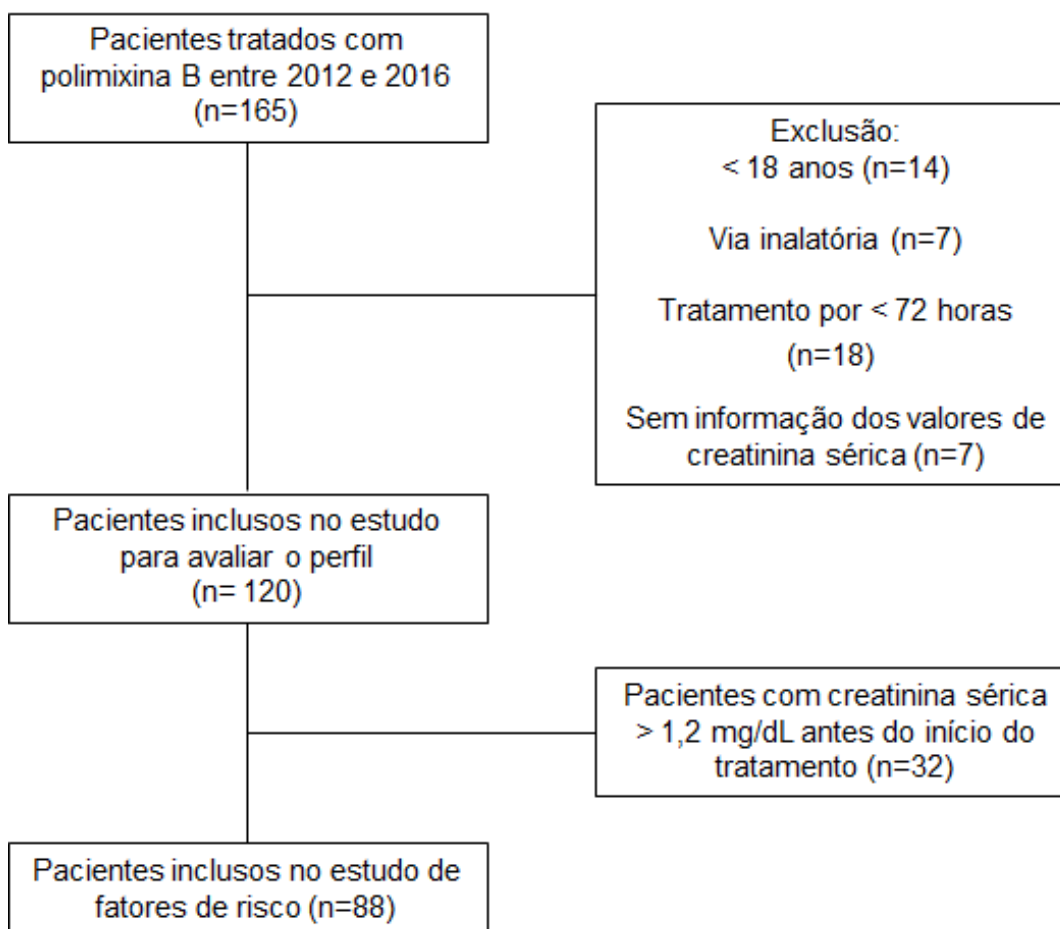 Pacientes tratados com
polimixina B entre 2012 e 2016
(n=165)
Exclusão:
< 18 anos (n=14)
Via inalatória (n=7)
Tratamento por < 72 horas
(n=18)
Sem informação dos valores de
creatinina sérica (n=7)
Pacientes inclusos no estudo
para avaliar o perfil
(n= 120)
Pacientes com creatinina sérica
> 1,2 mg/dL antes do início do
tratamento (n=32)
Pacientes inclusos no estudo de
fatores de risco (n=88)